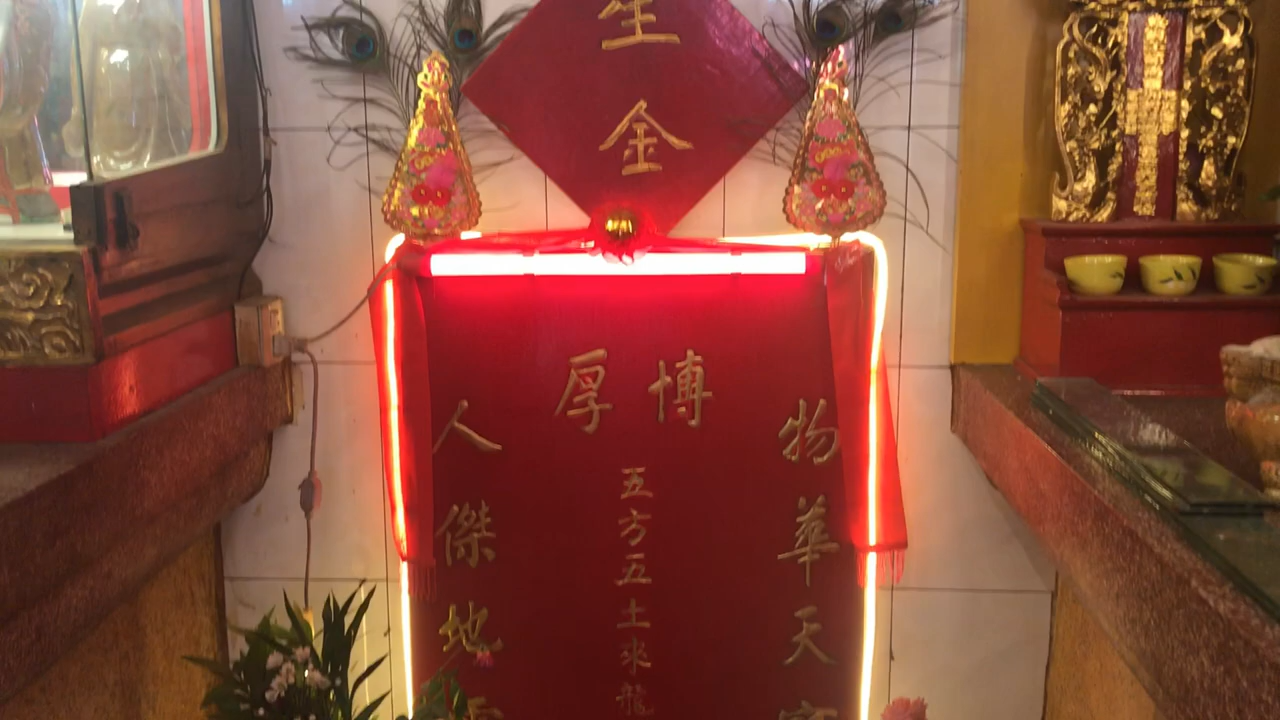 生金
博厚
物華天
五方五土來龍
人傑地